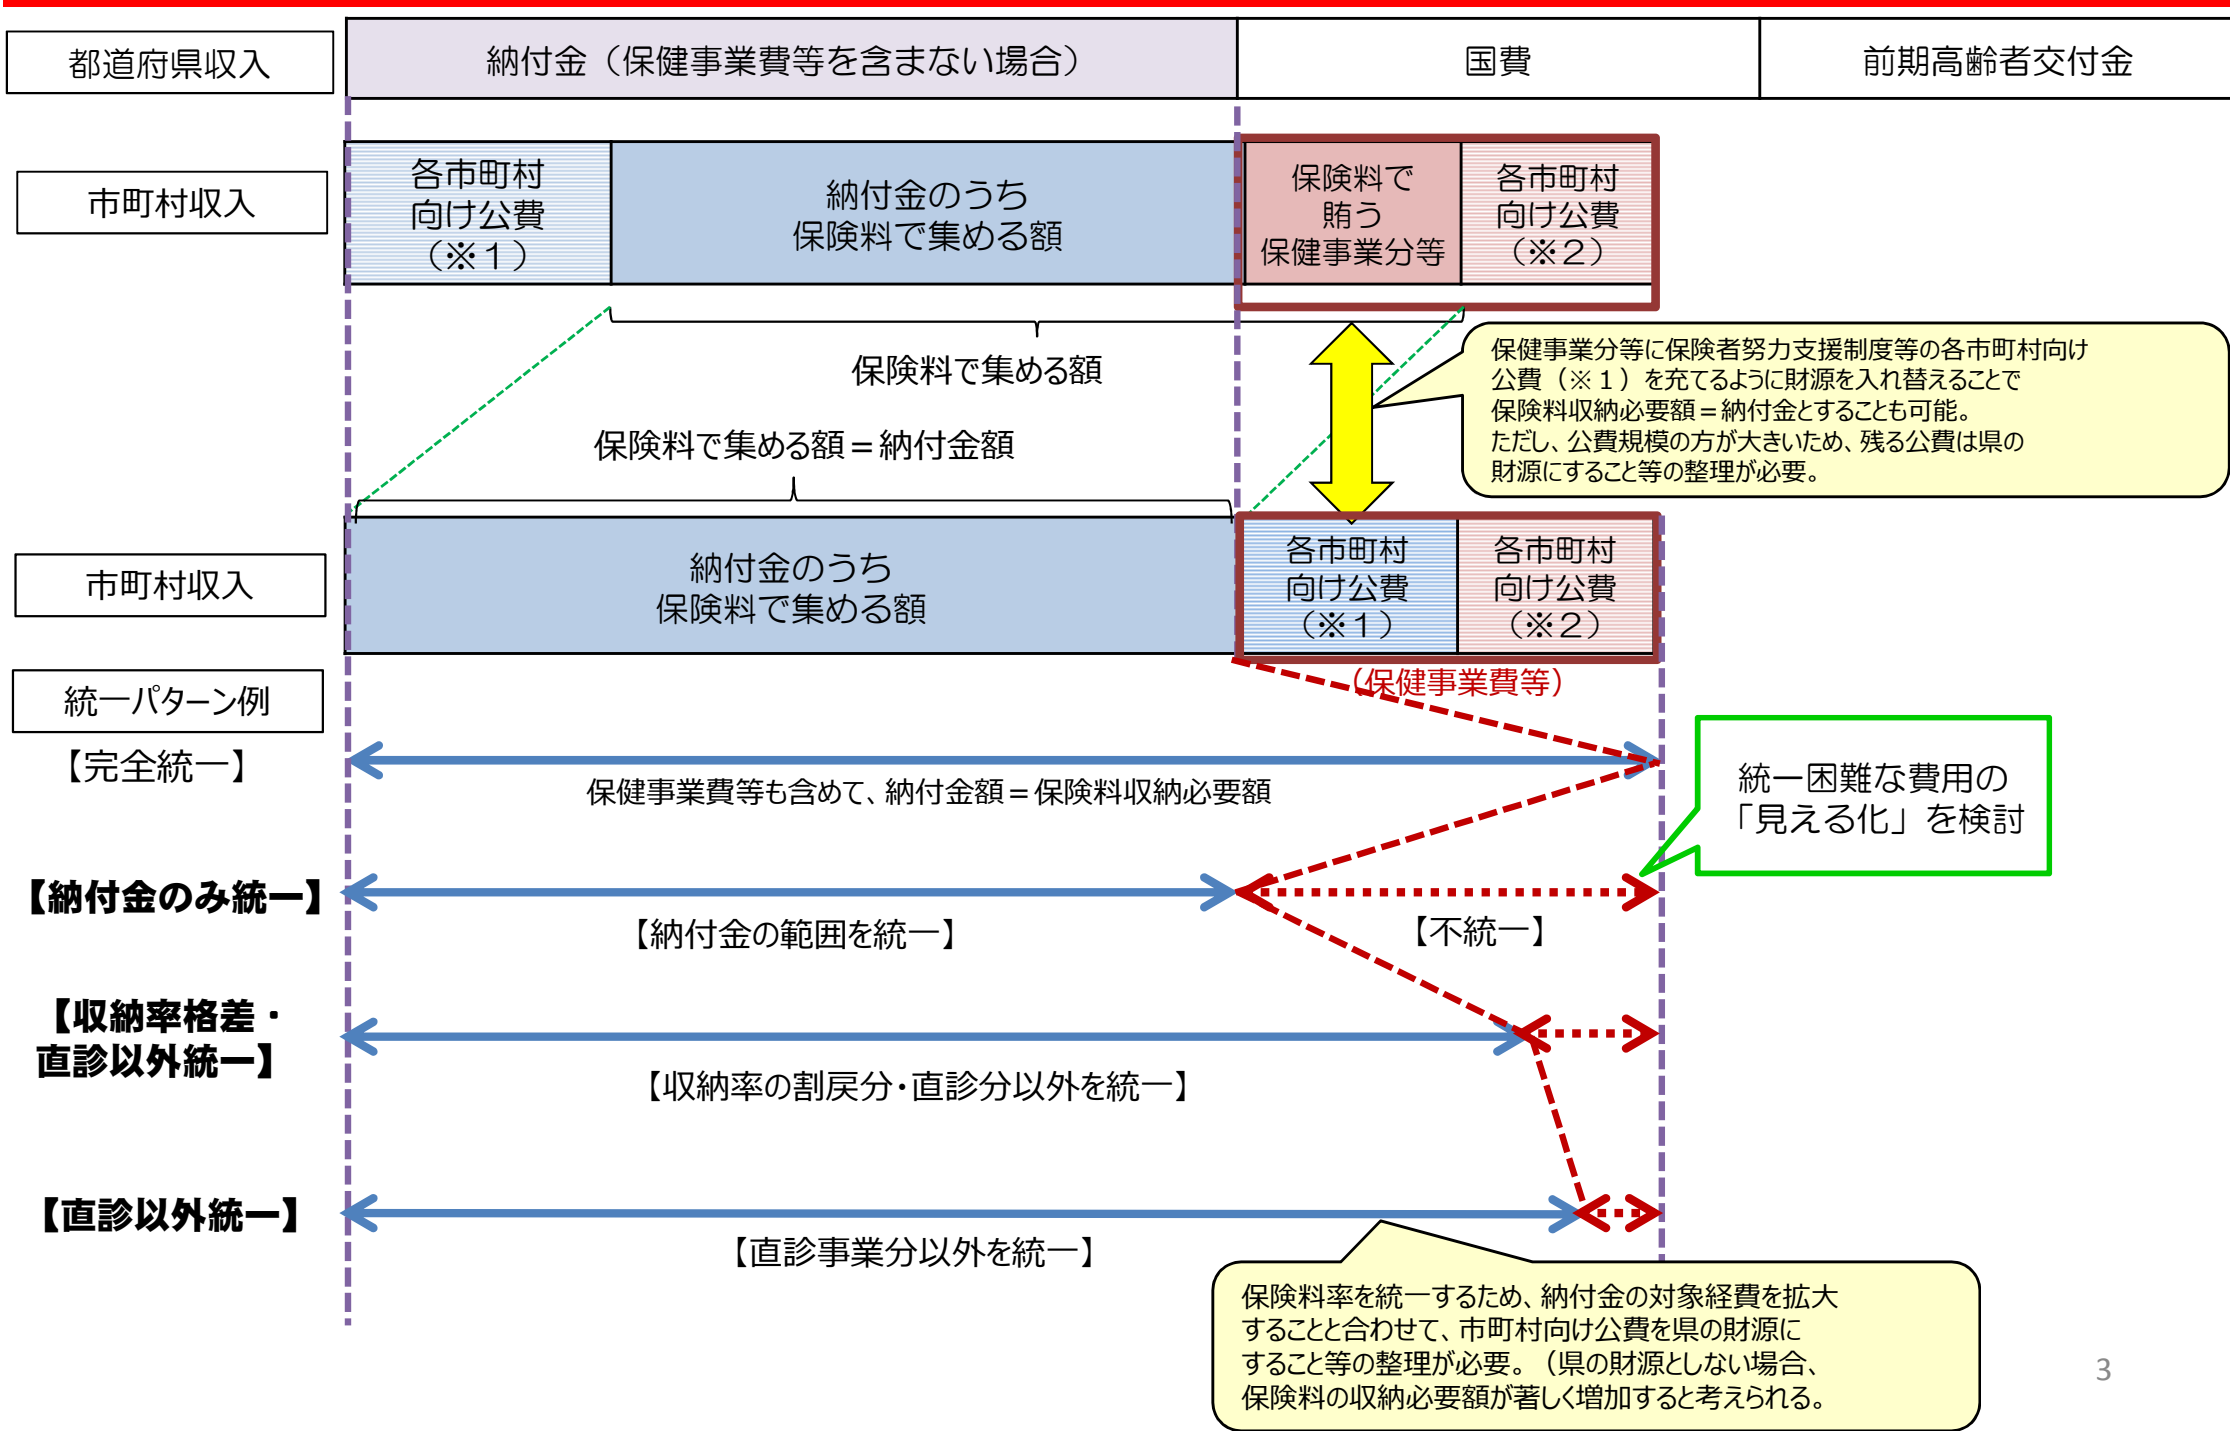 都道府県収入
納付金（保健事業費等を含まない場合）
国費
前期高齢者交付金
市町村収入
各市町村
向け公費
（※１）
納付金のうち
保険料で集める額
保険料で
賄う
保健事業分等
各市町村
向け公費
（※２）
保険料で集める額
保健事業分等に保険者努力支援制度等の各市町村向け
公費（※１）を充てるように財源を入れ替えることで
保険料収納必要額＝納付金とすることも可能。
ただし、公費規模の方が大きいため、残る公費は県の
財源にすること等の整理が必要。
保険料で集める額＝納付金額
市町村収入
納付金のうち
保険料で集める額
各市町村
向け公費
（※１）
各市町村
向け公費
（※２）
（保健事業費等）
統一パターン例
【完全統一】
保健事業費等も含めて、納付金額＝保険料収納必要額
統一困難な費用の
「見える化」を検討
【納付金のみ統一】
【納付金の範囲を統一】
【不統一】
【収納率格差・
直診以外統一】
【収納率の割戻分・直診分以外を統一】
【直診以外統一】
【直診事業分以外を統一】
保険料率を統一するため、納付金の対象経費を拡大
することと合わせて、市町村向け公費を県の財源に
すること等の整理が必要。（県の財源としない場合、
保険料の収納必要額が著しく増加すると考えられる。
3